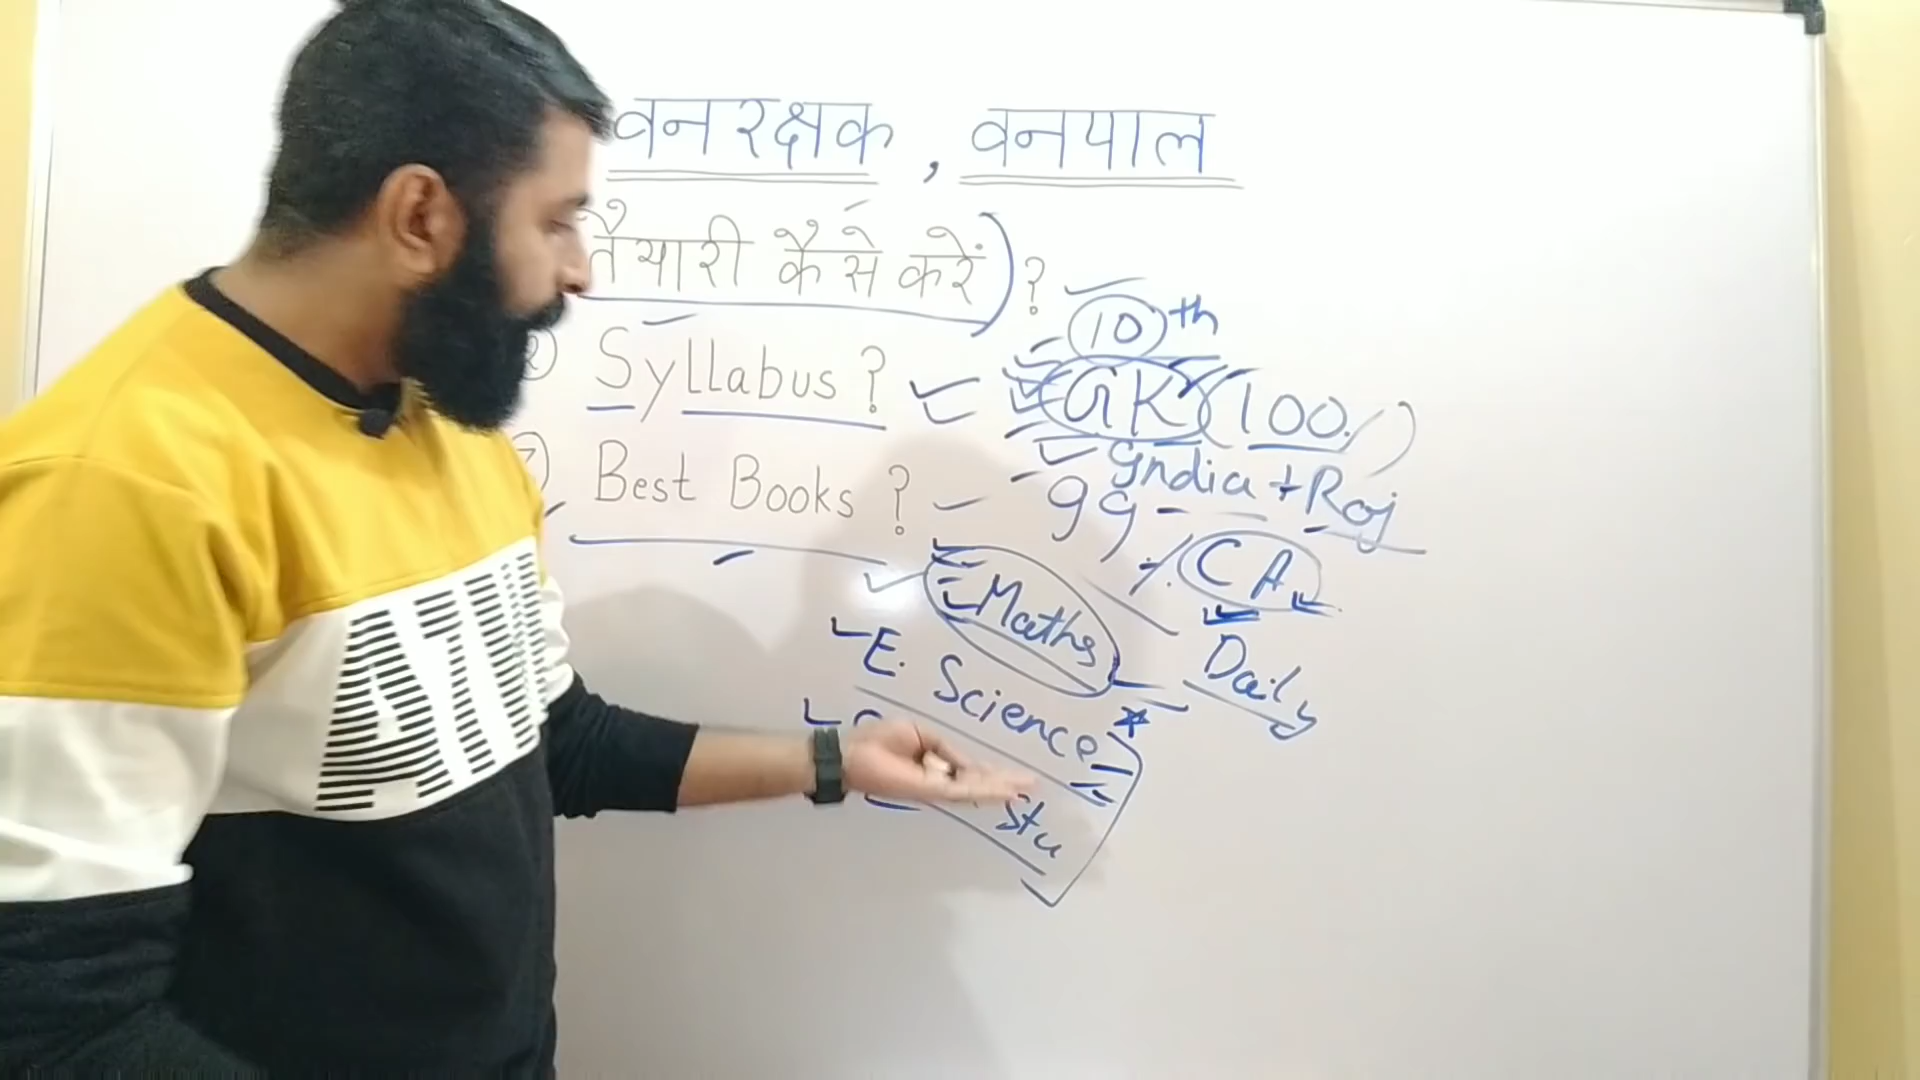 वनरक्षक , वनपाल
तैयारी कैसे करें) ?
10th
Syllabus ?
GK (100)
India + Raj
Best Books ?
99%
CA
Maths
Daily
E. Science
Stu